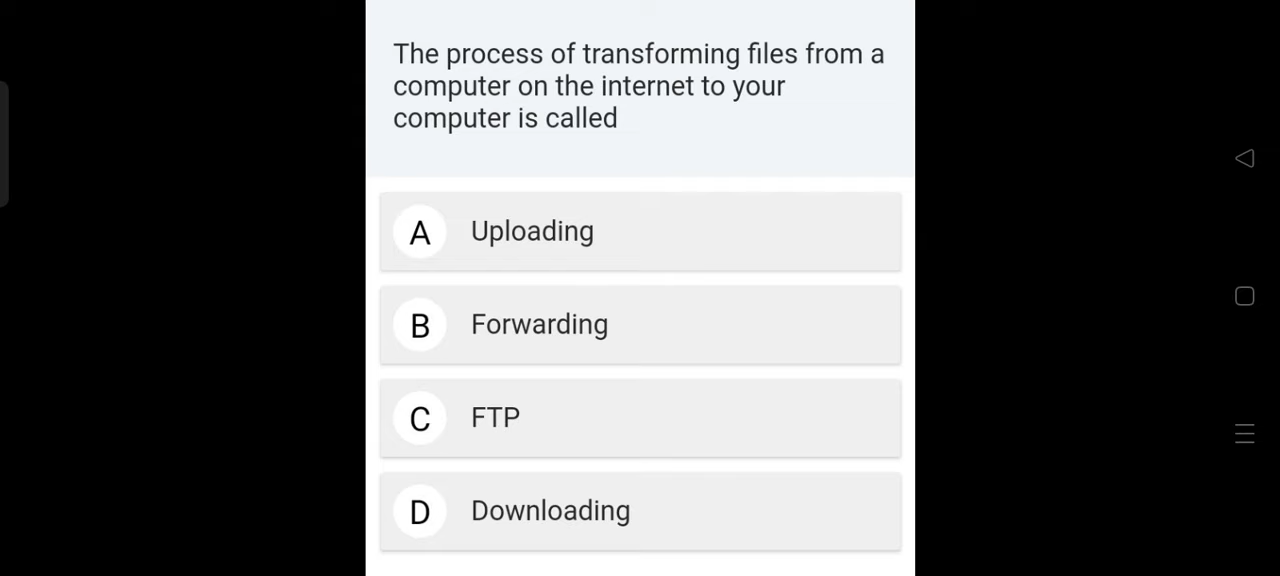 The process of transforming files from a
computer on the internet to your
computer is called
A Uploading
B Forwarding
C FTP
D Downloading